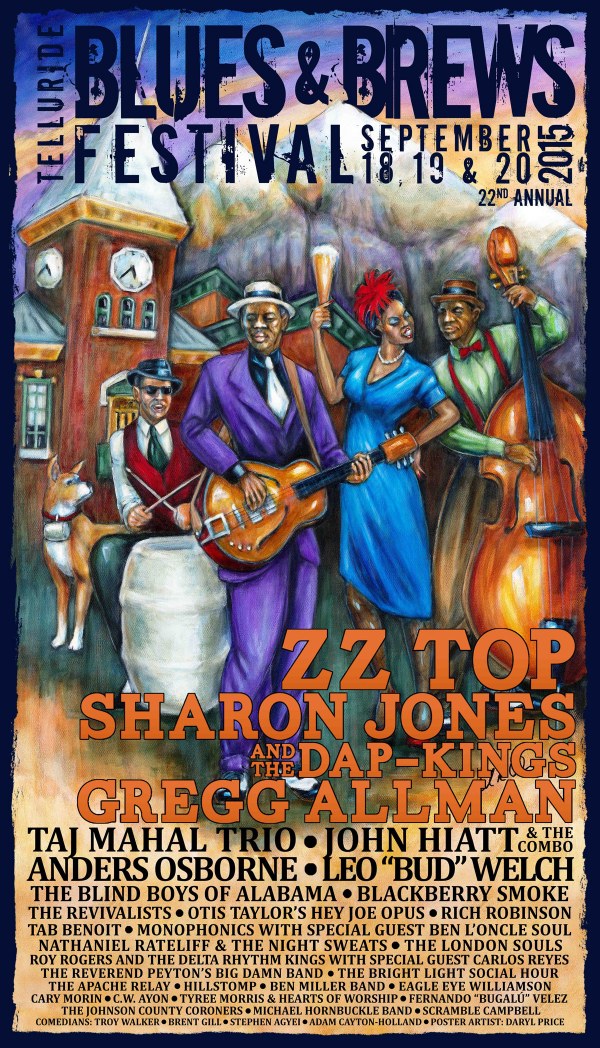 TELLURIDE
BLUES & BREWS
FESTIVAL
SEPTEMBER
18 19 & 20
2015
22ND ANNUAL
ZZ TOP
SHARON JONES
AND THE DAP-KINGS
GREGG ALLMAN
TAJ MAHAL TRIO • JOHN HIATT & THE COMBO
ANDERS OSBORNE • LEO “BUD” WELCH
THE BLIND BOYS OF ALABAMA • BLACKBERRY SMOKE
THE REVIVALISTS • OTIS TAYLOR'S HEY JOE OPUS • RICH ROBINSON
TAB BENOIT • MONOPHONICS WITH SPECIAL GUEST BEN L'ONCLE SOUL
NATHANIEL RATELIFF & THE NIGHT SWEATS • THE LONDON SOULS
ROY ROGERS AND THE DELTA RHYTHM KINGS WITH SPECIAL GUEST CARLOS REYES
THE REVEREND PEYTON'S BIG DAMN BAND • THE BRIGHT LIGHT SOCIAL HOUR
THE APACHE RELAY • HILLSTOMP • BEN MILLER BAND • EAGLE EYE WILLIAMSON
CARY MORIN • C.W. AYON • TYREE MORRIS & HEARTS OF WORSHIP • FERNANDO “BUGALÚ” VELEZ
THE JOHNSON COUNTY CORONERS • MICHAEL HORNBUCKLE BAND • SCRAMBLE CAMPBELL
COMEDIANS: TROY WALKER • BRENT GILL • STEPHEN AGYEI • ADAM CAYTON-HOLLAND • POSTER ARTIST: DARYL PRICE